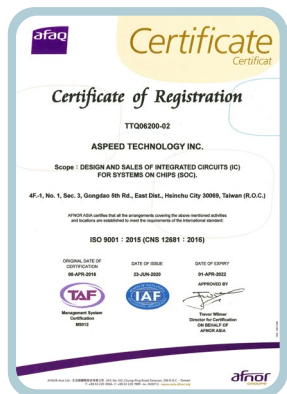 afaq
Certificate
Certificat
Certificate of Registration
TTQ06200-02
ASPEED TECHNOLOGY INC.
Scope : DESIGN AND SALES OF INTEGRATED CIRCUITS (IC)
FOR SYSTEMS ON CHIPS (SOC).
4F.-1, No. 1, Sec. 3, Gongdao 5th Rd., East Dist., Hsinchu City 30069, Taiwan (R.O.C.)
AFNOR ASIA certifies that all the arrangements covering the above mentioned activities
and locations are established to meet the requirements of the international standard:
ISO 9001 : 2015 (CNS 12681 : 2016)
ORIGINAL DATE OF
CERTIFICATION
DATE OF ISSUE
DATE OF EXPIRY
23-JUN-2020
01-APR-2022
APPROVED BY
TAF
IAF
Management System
Certification
MS012
Trevor Wilmer
Director for Certification
ON BEHALF OF
AFNOR ASIA
afnor
GROUPE